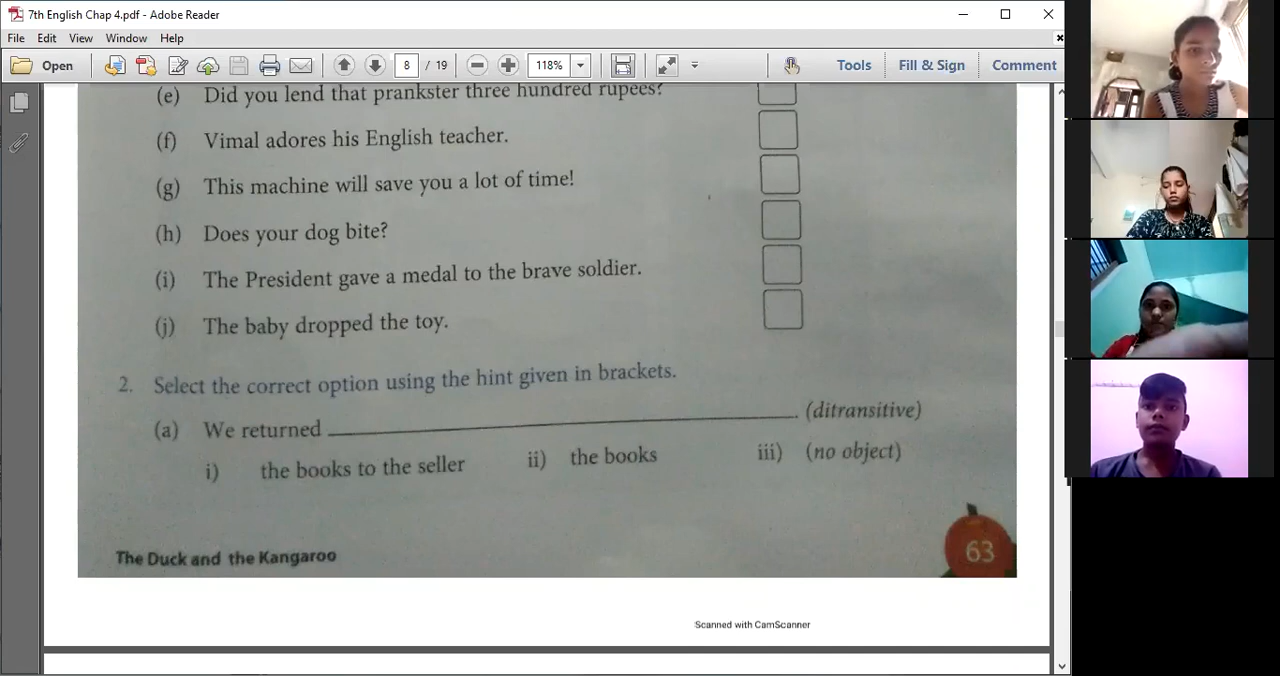 7th English Chap 4.pdf - Adobe Reader
File Edit View Window Help
Open 8 / 19 118% Tools Fill & Sign Comment
(e) Did you lend that prankster three hundred rupees?
(f) Vimal adores his English teacher.
(g) This machine will save you a lot of time!
(h) Does your dog bite?
(i) The President gave a medal to the brave soldier.
(j) The baby dropped the toy.
2. Select the correct option using the hint given in brackets.
(a) We returned ______________. (ditransitive)
i) the books to the seller ii) the books iii) (no object)
The Duck and the Kangaroo 63
Scanned with CamScanner